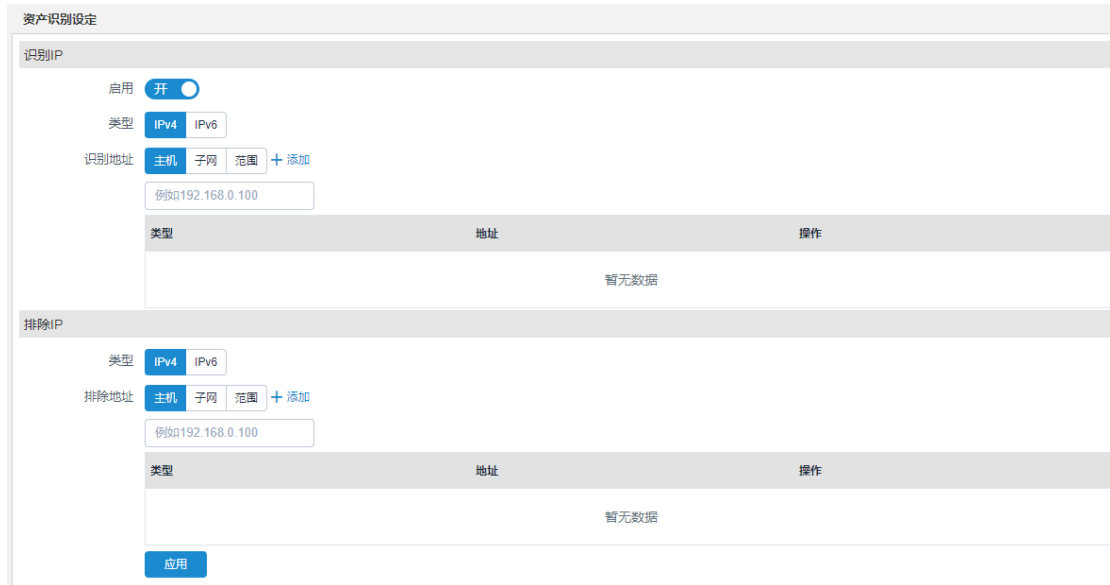 资产识别设定
识别IP
启用 开
类型 IPv4 IPv6
识别地址 主机 子网 范围 + 添加
例如192.168.0.100
类型 地址 操作
暂无数据
排除IP
类型 IPv4 IPv6
排除地址 主机 子网 范围 + 添加
例如192.168.0.100
类型 地址 操作
暂无数据
应用